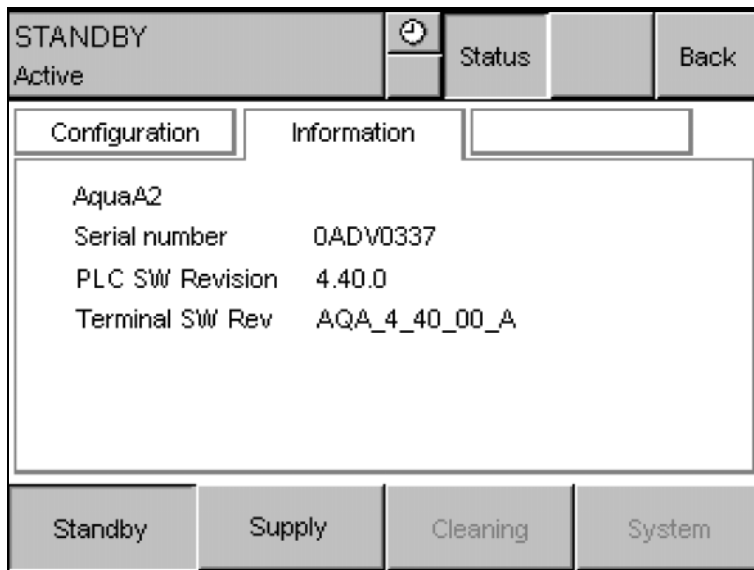 STANDBY
Active
Status
Back
Configuration
Information
AquaA2
Serial number 0ADV0337
PLC SW Revision 4.40.0
Terminal SW Rev AQA_4_40_00_A
Standby
Supply
Cleaning
System